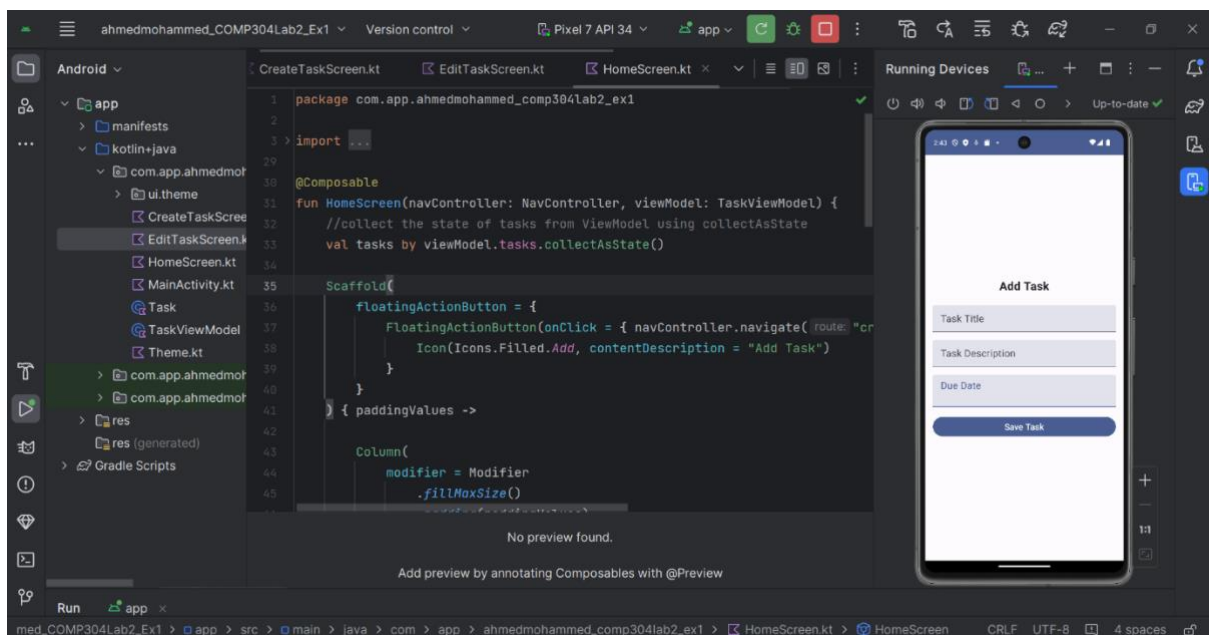 ahmedmohammed_COMP304Lab2_Ex1 Version control Pixel 7 API 34 app
Android
CreateTaskScreen.kt EditTaskScreen.kt HomeScreen.kt
Running Devices
app
manifests
kotlin+java
com.app.ahmedmoh
ui.theme
CreateTaskScree
EditTaskScreen.k
HomeScreen.kt
MainActivity.kt
Task
TaskViewModel
Theme.kt
com.app.ahmedmoh
com.app.ahmedmoh
res
res (generated)
Gradle Scripts
1 package com.app.ahmedmohammed_comp304lab2_ex1
2
3 import ...
29
30 @Composable
31 fun HomeScreen(navController: NavController, viewModel: TaskViewModel) {
32 //collect the state of tasks from ViewModel using collectAsState
33 val tasks by viewModel.tasks.collectAsState()
34
35 Scaffold(
36 floatingActionButton = {
37 FloatingActionButton(onClick = { navController.navigate( route: "cr
38 Icon(Icons.Filled.Add, contentDescription = "Add Task")
39 }
40 }
41 ) { paddingValues ->
42
43 Column(
44 modifier = Modifier
45 .fillMaxSize()
No preview found.
Add preview by annotating Composables with @Preview
Up-to-date
2:43
Add Task
Task Title
Task Description
Due Date
Save Task
1:1
Run app
med_COMP304Lab2_Ex1 > app > src > main > java > com > app > ahmedmohammed_comp304lab2_ex1 > HomeScreen.kt > HomeScreen CRLF UTF-8 4 spaces